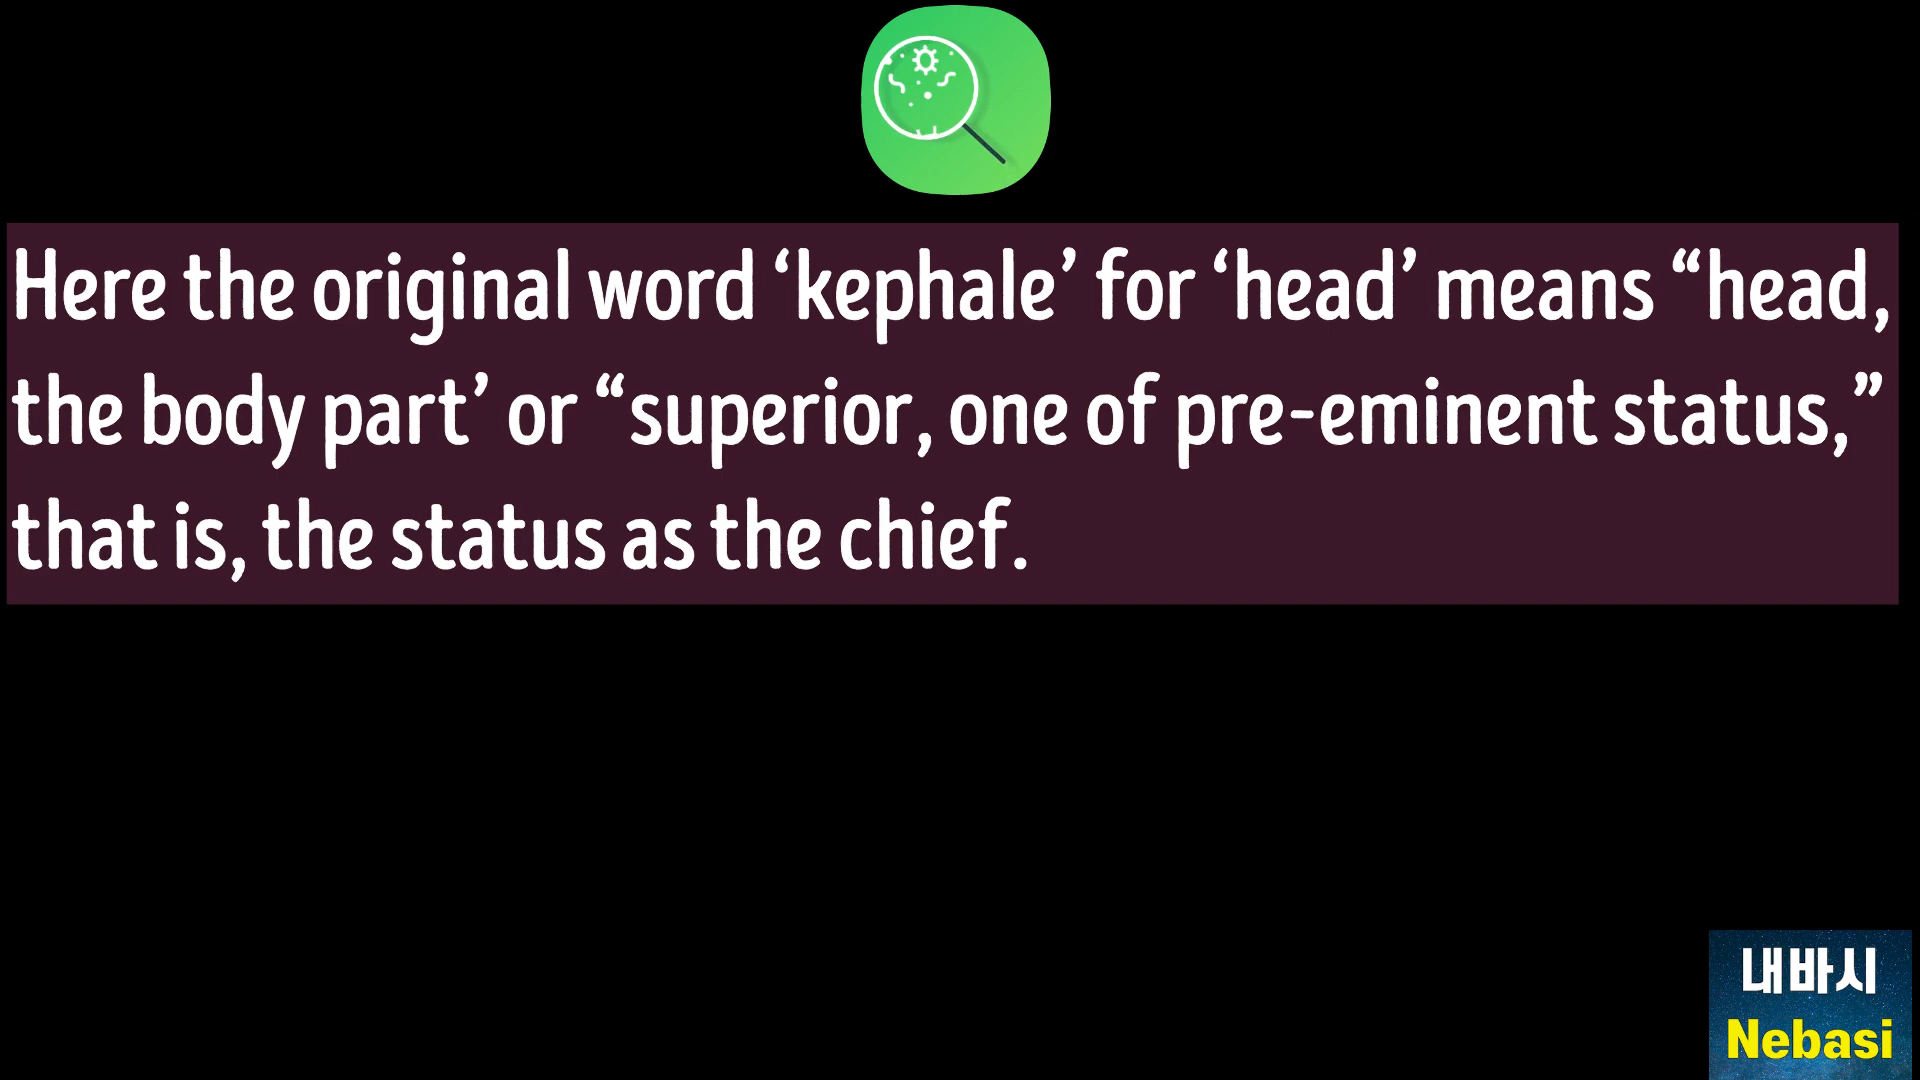 Here the original word ‘kephale’ for ‘head’ means “head,
the body part’ or “superior, one of pre-eminent status,”
that is, the status as the chief.
내바시
Nebasi